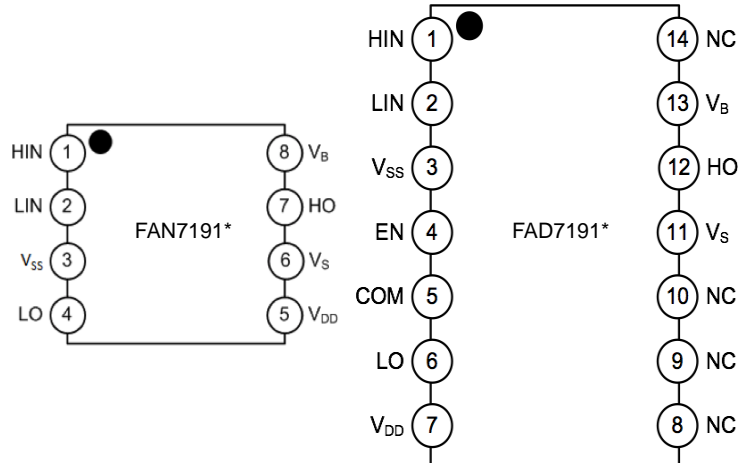 HIN 1
LIN 2
VSS 3
LO 4
8 VB
7 HO
6 VS
5 VDD
FAN7191*
HIN 1
LIN 2
VSS 3
EN 4
COM 5
LO 6
VDD 7
14 NC
13 VB
12 HO
11 VS
10 NC
9 NC
8 NC
FAD7191*